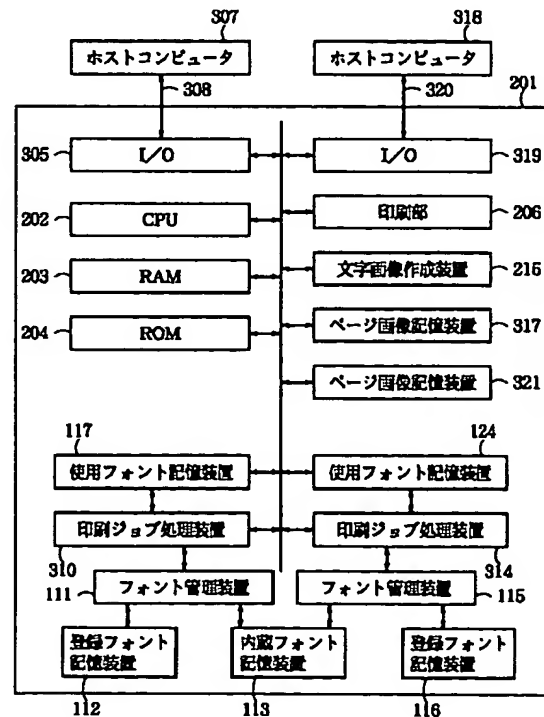 307
318
ホストコンピュータ
ホストコンピュータ
308
320
201
305
I/O
I/O
319
202
CPU
印刷部
206
203
RAM
文字画像作成装置
215
204
ROM
ページ画像記憶装置
317
ページ画像記憶装置
321
117
124
使用フォント記憶装置
使用フォント記憶装置
印刷ジョブ処理装置
印刷ジョブ処理装置
310
314
111
フォント管理装置
フォント管理装置
115
登録フォント
記憶装置
内蔵フォント
記憶装置
登録フォント
記憶装置
112
113
116